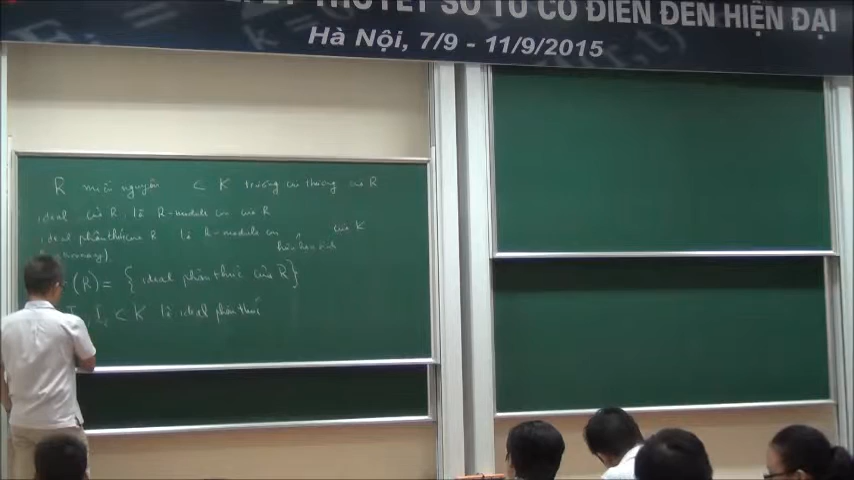 LÝ THUYẾT SỐ TỪ CỔ ĐIỂN ĐẾN HIỆN ĐẠI
Hà Nội, 7/9 - 11/9/2015
R miền nguyên ⊂ K trường các thương của R
ideal của R là R-module con của R
ideal phân thức của R là R-module con hữu hạn sinh của K
(R) = { ideal phân thức của R}
⊂ K là ideal phân thức